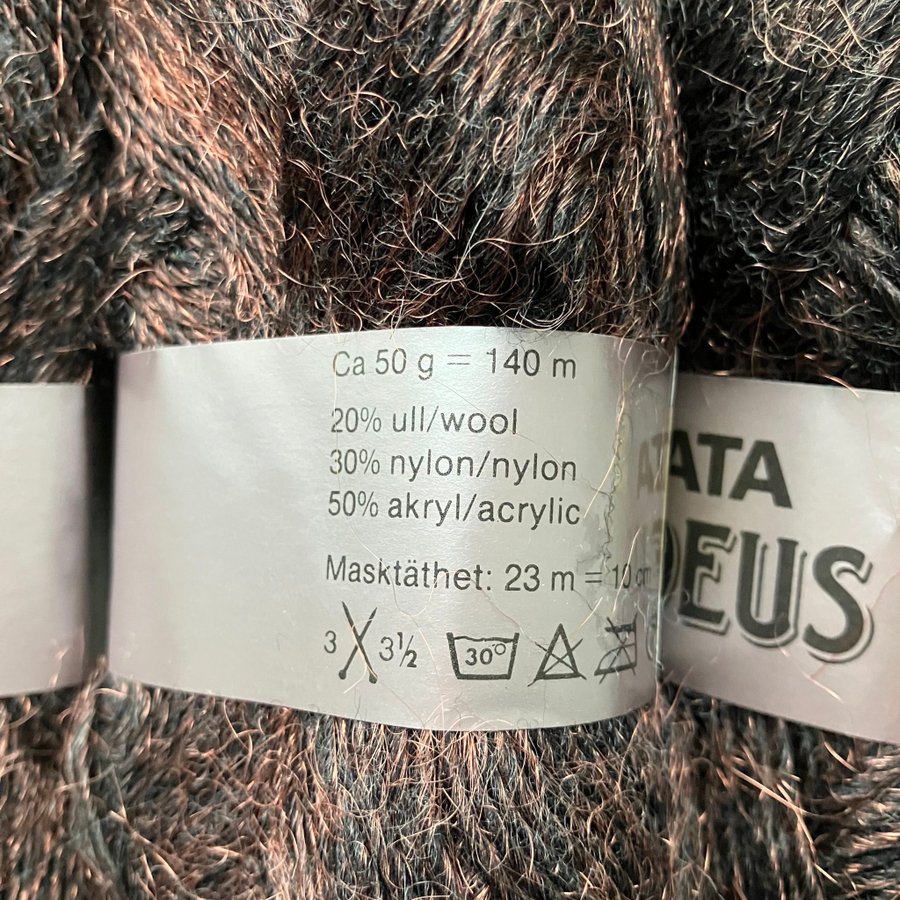 Ca 50 g = 140 m
20% ull/wool
30% nylon/nylon
50% akryl/acrylic
Masktäthet: 23 m = 10 cm
3 3½
30°
ATA
DEUS